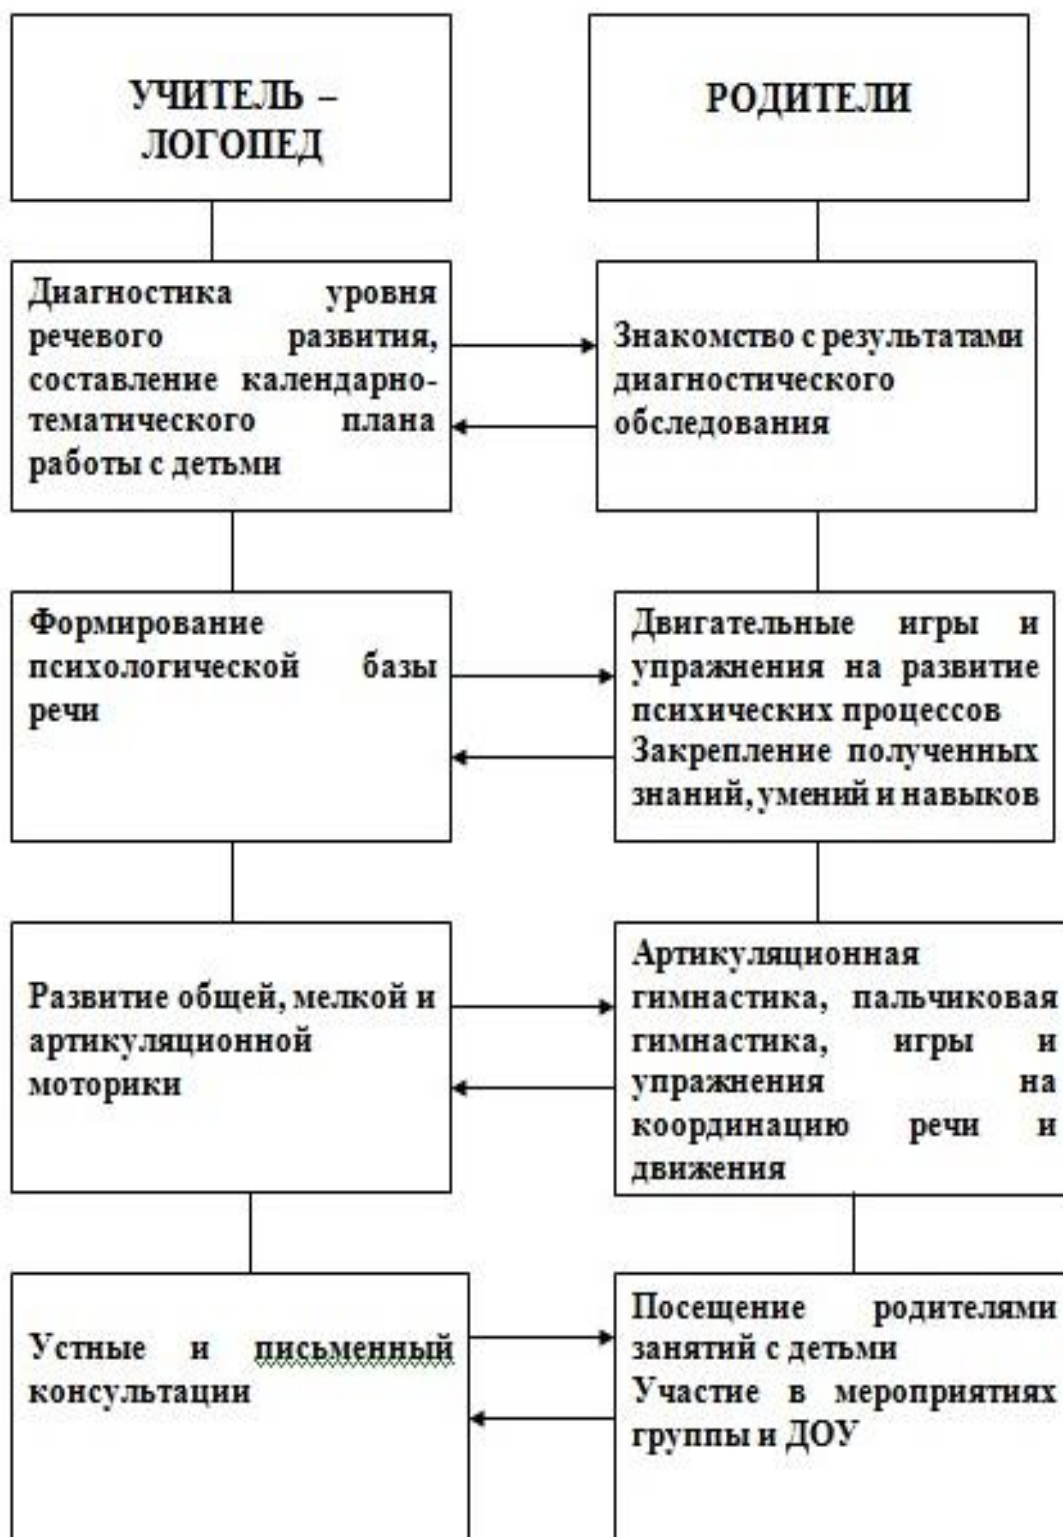 УЧИТЕЛЬ –
ЛОГОПЕД
РОДИТЕЛИ
Диагностика уровня
речевого развития,
составление календарно-
тематического плана
работы с детьми
Знакомство с результатами
диагностического
обследования
Формирование
психологической базы
речи
Двигательные игры и
упражнения на развитие
психических процессов
Закрепление полученных
знаний, умений и навыков
Развитие общей, мелкой и
артикуляционной
моторики
Артикуляционная
гимнастика, пальчиковая
гимнастика, игры и
упражнения на
координацию речи и
движения
Устные и письменный
консультации
Посещение родителями
занятий с детьми
Участие в мероприятиях
группы и ДОУ